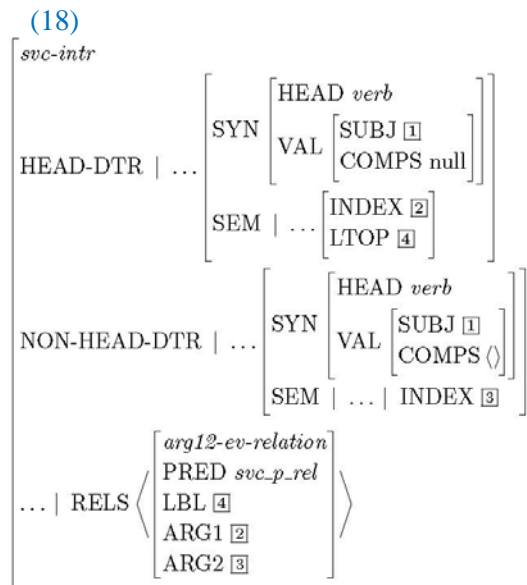 (18)
svc-intr
HEAD-DTR | ...
SYN
HEAD verb
VAL
SUBJ 1
COMPS null
SEM | ...
INDEX 2
LTOP 4
NON-HEAD-DTR | ...
SYN
HEAD verb
VAL
SUBJ 1
COMPS ⟨⟩
SEM | ... | INDEX 3
... | RELS
arg12-ev-relation
PRED svc_p_rel
LBL 4
ARG1 2
ARG2 3